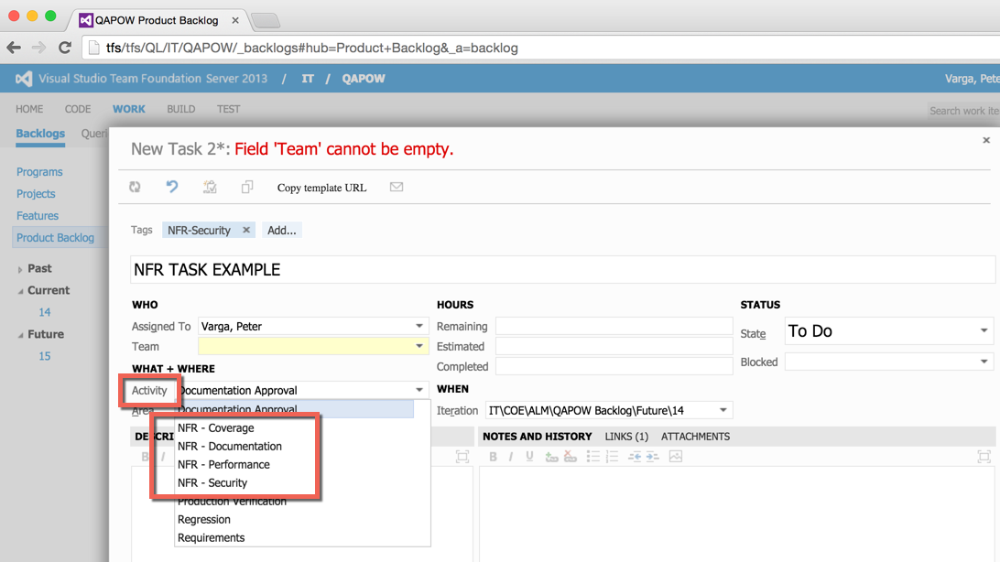 QAPOW Product Backlog
tfs/tfs/QL/IT/QAPOW/_backlogs#hub=Product+Backlog&_a=backlog
Visual Studio Team Foundation Server 2013 / IT / QAPOW
Varga, Pete
HOME CODE WORK BUILD TEST
Search work ite
Backlogs Queri
Programs
Projects
Features
Product Backlog
Past
Current
14
Future
15
New Task 2*: Field 'Team' cannot be empty.
Copy template URL
Tags NFR-Security × Add...
NFR TASK EXAMPLE
WHO
Assigned To Varga, Peter
Team
WHAT + WHERE
Activity Documentation Approval
Area
Documentation Approval
NFR - Coverage
NFR - Documentation
NFR - Performance
NFR - Security
Production Verification
Regression
Requirements
DESCRI
B I
HOURS
Remaining
Estimated
Completed
WHEN
Iteration IT\COE\ALM\QAPOW Backlog\Future\14
STATUS
State To Do
Blocked
NOTES AND HISTORY LINKS (1) ATTACHMENTS
B I U